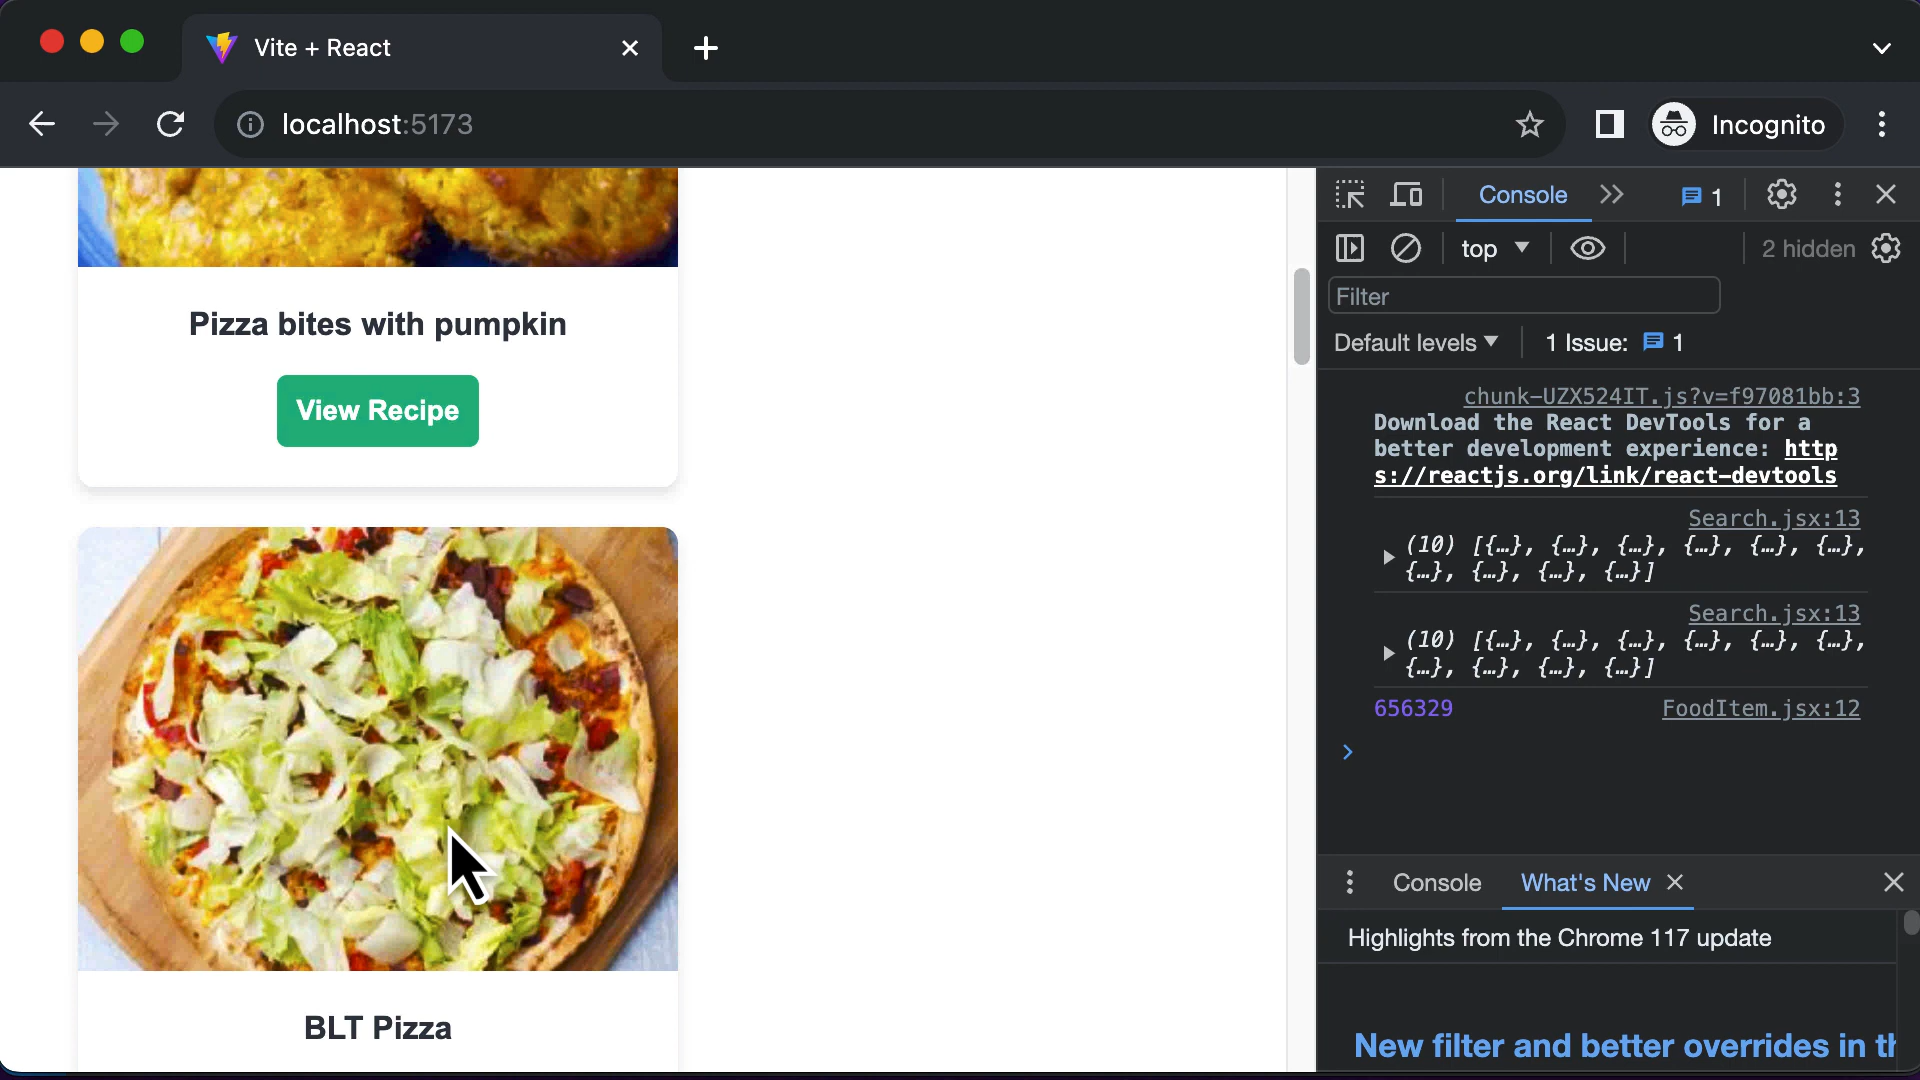 Vite + React
localhost:5173
Incognito
Pizza bites with pumpkin
View Recipe
BLT Pizza
Console
1
top
2 hidden
Filter
Default levels
1 Issue: 1
chunk-UZX524IT.js?v=f97081bb:3
Download the React DevTools for a
better development experience: http
s://reactjs.org/link/react-devtools
Search.jsx:13
(10) [{…}, {…}, {…}, {…}, {…}, {…},
{…}, {…}, {…}, {…}]
Search.jsx:13
(10) [{…}, {…}, {…}, {…}, {…}, {…},
{…}, {…}, {…}, {…}]
656329 FoodItem.jsx:12
Console What's New
Highlights from the Chrome 117 update
New filter and better overrides in th